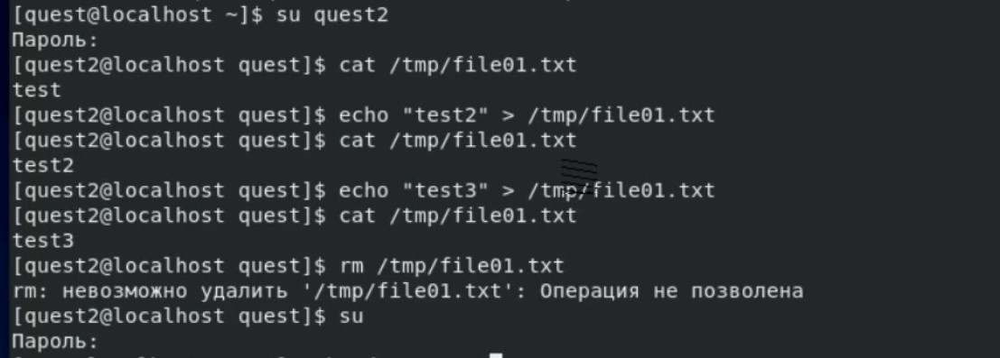 [quest@localhost ~]$ su quest2
Пароль:
[quest2@localhost quest]$ cat /tmp/file01.txt
test
[quest2@localhost quest]$ echo "test2" > /tmp/file01.txt
[quest2@localhost quest]$ cat /tmp/file01.txt
test2
[quest2@localhost quest]$ echo "test3" > /tmp/file01.txt
[quest2@localhost quest]$ cat /tmp/file01.txt
test3
[quest2@localhost quest]$ rm /tmp/file01.txt
rm: невозможно удалить '/tmp/file01.txt': Операция не позволена
[quest2@localhost quest]$ su
Пароль: